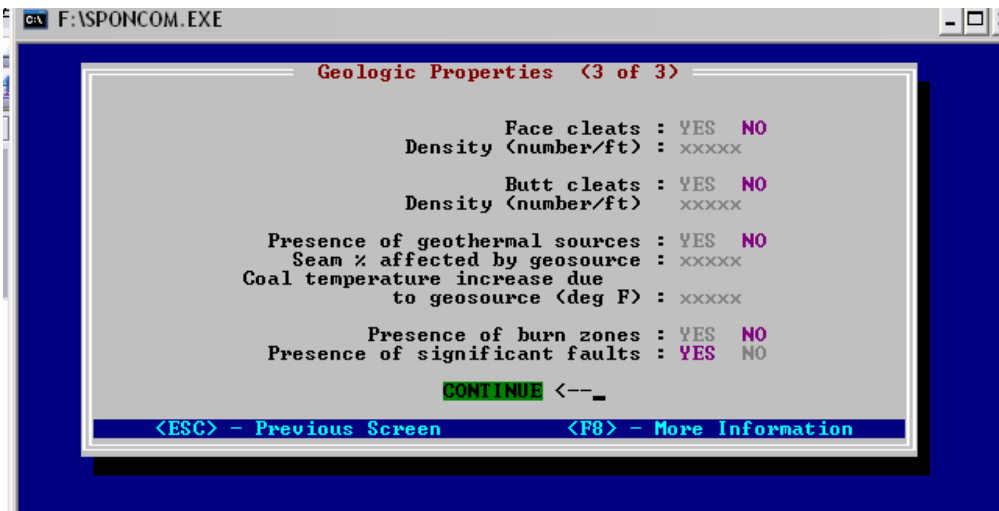 F:\SPONCOM.EXE
Geologic Properties (3 of 3)
Face cleats : YES NO
Density (number/ft) : xxxxx
Butt cleats : YES NO
Density (number/ft) xxxxx
Presence of geothermal sources : YES NO
Seam % affected by geosource : xxxxx
Coal temperature increase due
to geosource (deg F) : xxxxx
Presence of burn zones : YES NO
Presence of significant faults : YES NO
CONTINUE <--_
<ESC> - Previous Screen <F8> - More Information